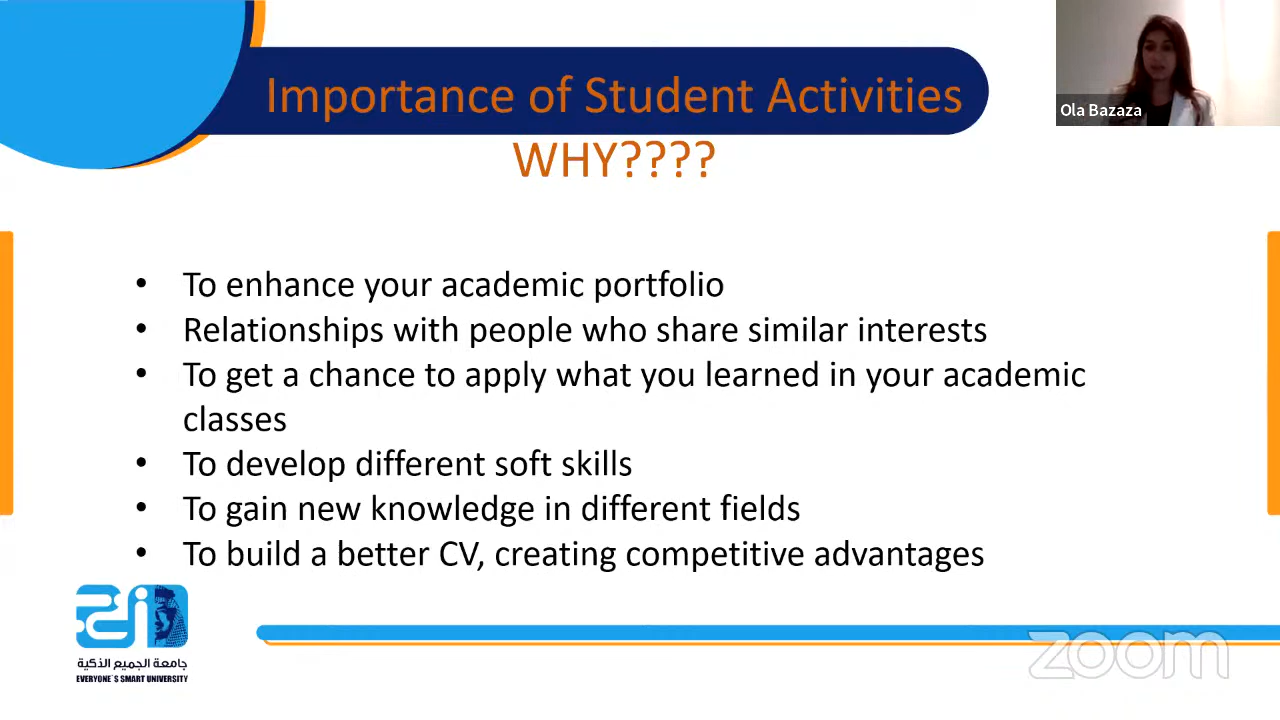 Importance of Student Activities
WHY????
Ola Bazaza
• To enhance your academic portfolio
• Relationships with people who share similar interests
• To get a chance to apply what you learned in your academic
classes
• To develop different soft skills
• To gain new knowledge in different fields
• To build a better CV, creating competitive advantages
جامعة الجميع الذكية
EVERYONE`S SMART UNIVERSITY
zoom